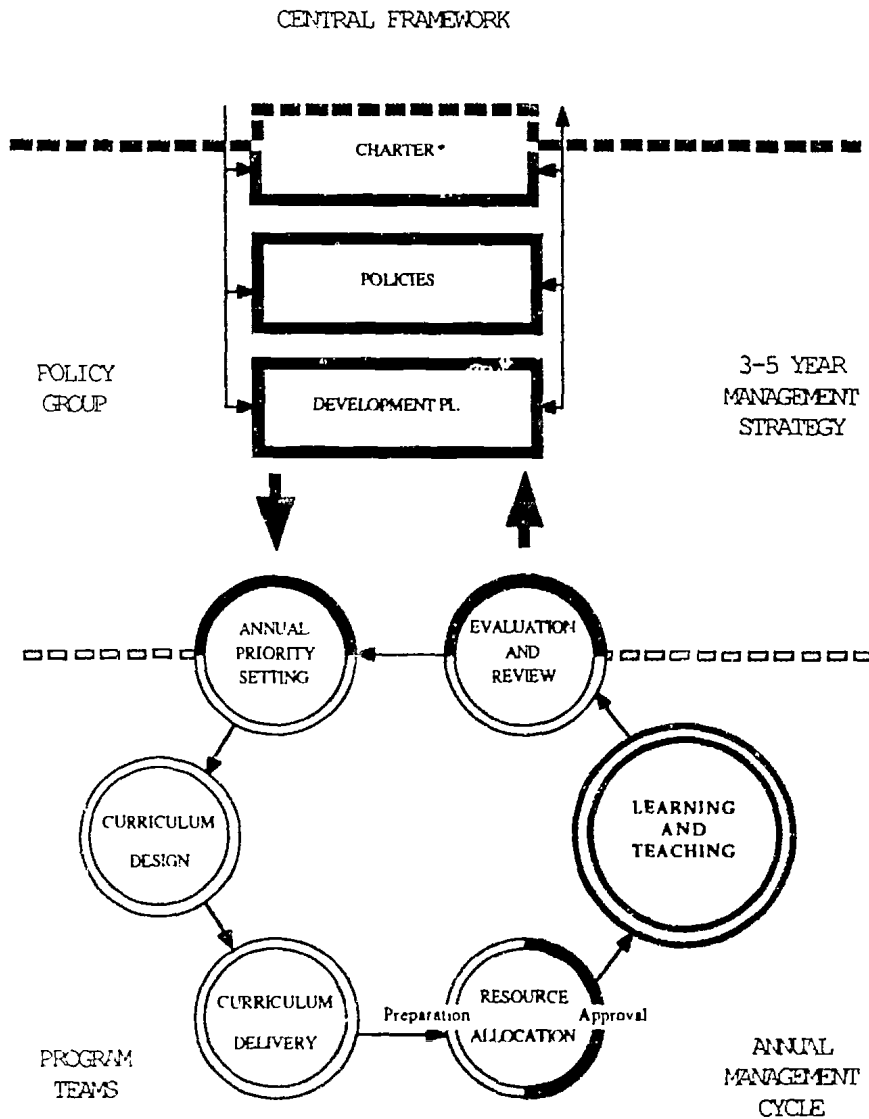 CENTRAL FRAMEWORK
CHARTER *
POLICIES
DEVELOPMENT PL.
POLICY
GROUP
3-5 YEAR
MANAGEMENT
STRATEGY
ANNUAL
PRIORITY
SETTING
EVALUATION
AND
REVIEW
CURRICULUM
DESIGN
LEARNING
AND
TEACHING
CURRICULUM
DELIVERY
Preparation
RESOURCE
ALLOCATION
Approval
PROGRAM
TEAMS
ANNUAL
MANAGEMENT
CYCLE